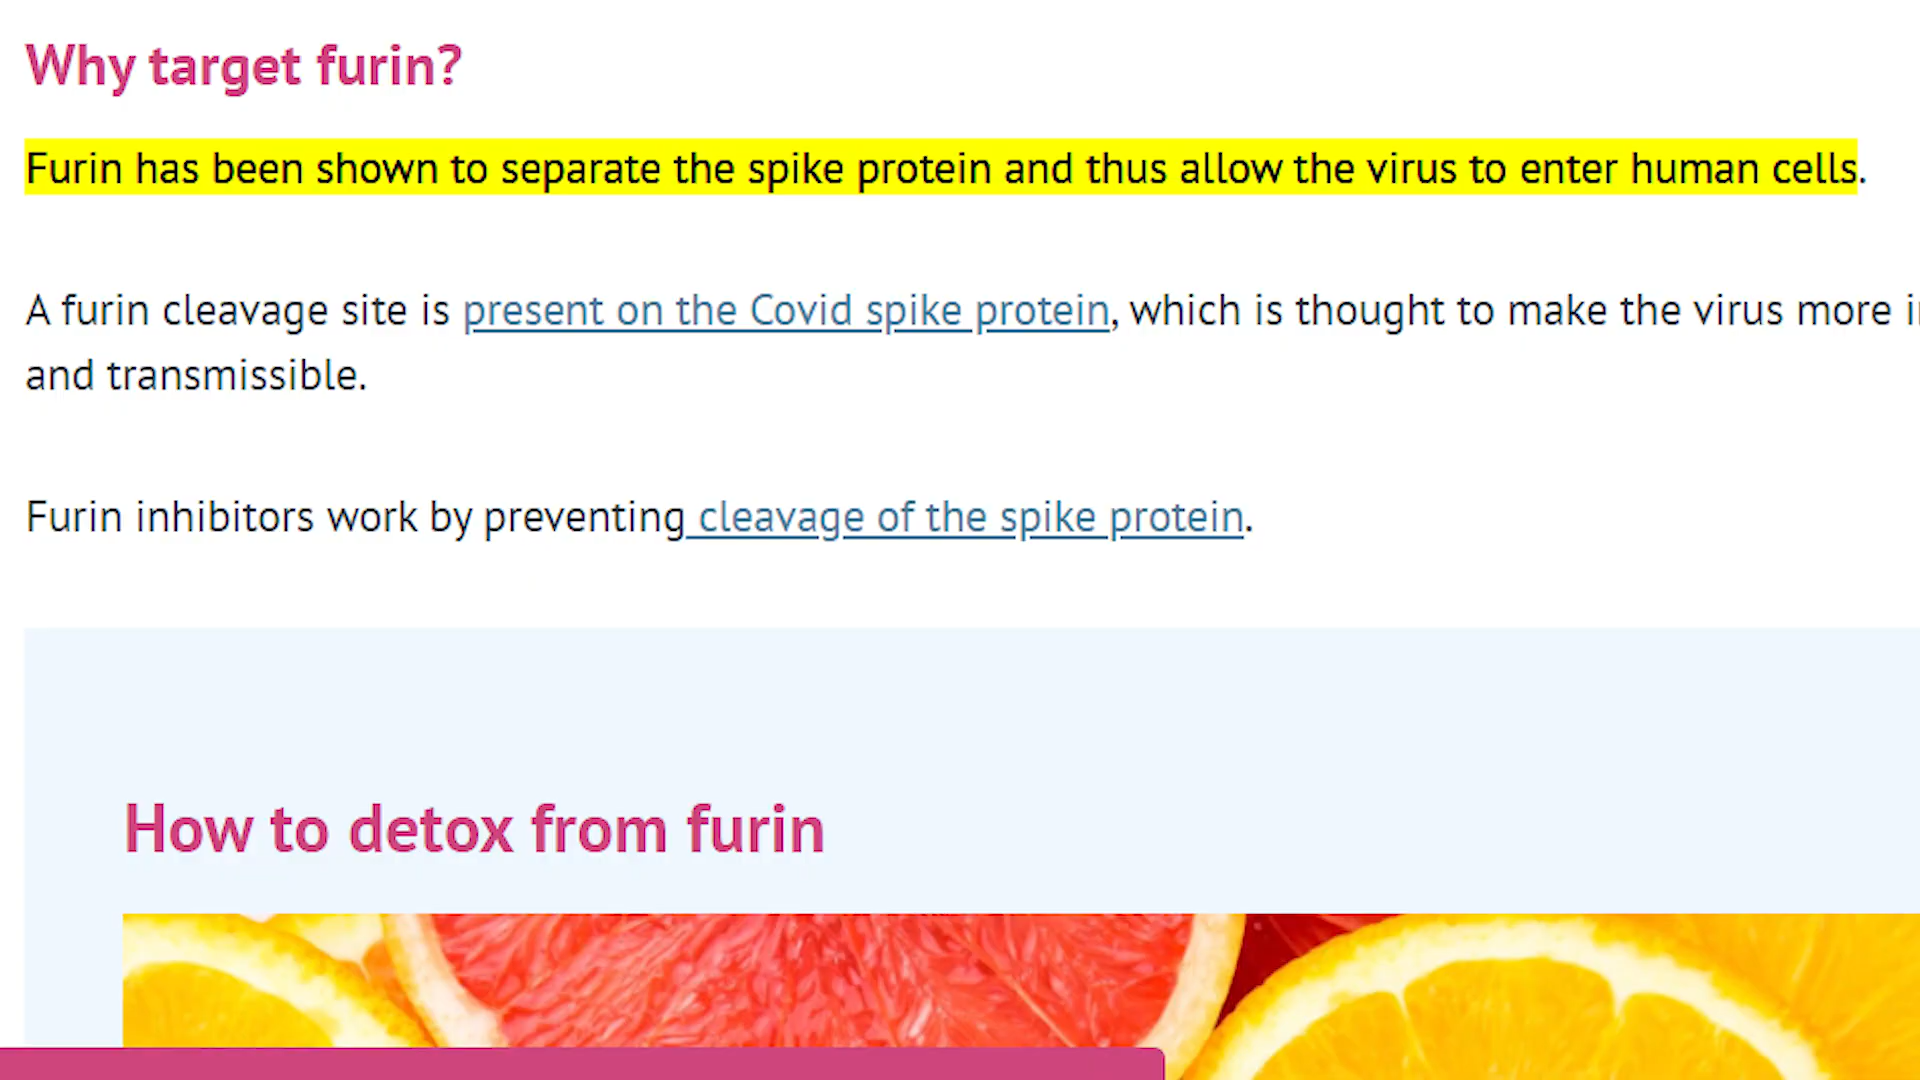 Why target furin?
Furin has been shown to separate the spike protein and thus allow the virus to enter human cells.
A furin cleavage site is present on the Covid spike protein, which is thought to make the virus more
and transmissible.
Furin inhibitors work by preventing cleavage of the spike protein.
How to detox from furin